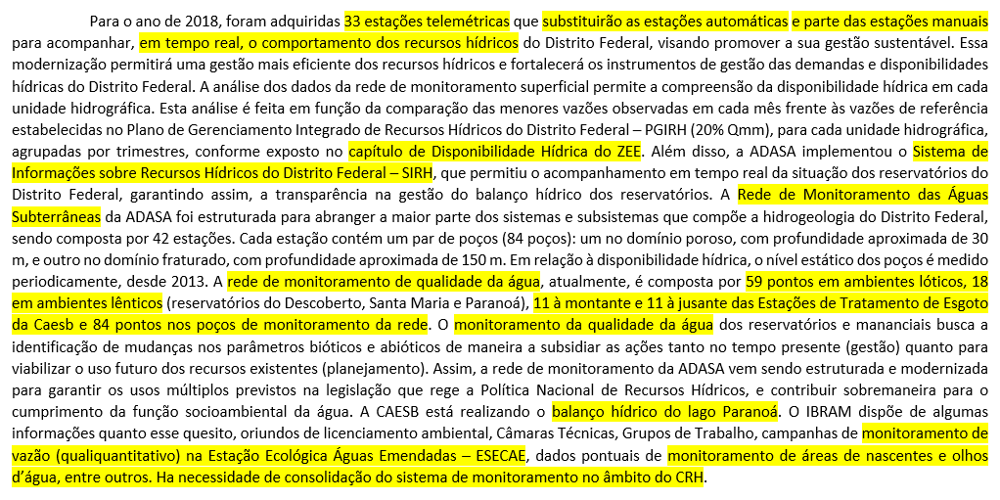 Para o ano de 2018, foram adquiridas 33 estações telemétricas que substituirão as estações automáticas e parte das estações manuais
para acompanhar, em tempo real, o comportamento dos recursos hídricos do Distrito Federal, visando promover a sua gestão sustentável. Essa
modernização permitirá uma gestão mais eficiente dos recursos hídricos e fortalecerá os instrumentos de gestão das demandas e disponibilidades
hídricas do Distrito Federal. A análise dos dados da rede de monitoramento superficial permite a compreensão da disponibilidade hídrica em cada
unidade hidrográfica. Esta análise é feita em função da comparação das menores vazões observadas em cada mês frente às vazões de referência
estabelecidas no Plano de Gerenciamento Integrado de Recursos Hídricos do Distrito Federal – PGIRH (20% Qmm), para cada unidade hidrográfica,
agrupadas por trimestres, conforme exposto no capítulo de Disponibilidade Hídrica do ZEE. Além disso, a ADASA implementou o Sistema de
Informações sobre Recursos Hídricos do Distrito Federal – SIRH, que permitiu o acompanhamento em tempo real da situação dos reservatórios do
Distrito Federal, garantindo assim, a transparência na gestão do balanço hídrico dos reservatórios. A Rede de Monitoramento das Águas
Subterrâneas da ADASA foi estruturada para abranger a maior parte dos sistemas e subsistemas que compõe a hidrogeologia do Distrito Federal,
sendo composta por 42 estações. Cada estação contém um par de poços (84 poços): um no domínio poroso, com profundidade aproximada de 30
m, e outro no domínio fraturado, com profundidade aproximada de 150 m. Em relação à disponibilidade hídrica, o nível estático dos poços é medido
periodicamente, desde 2013. A rede de monitoramento de qualidade da água, atualmente, é composta por 59 pontos em ambientes lóticos, 18
em ambientes lênticos (reservatórios do Descoberto, Santa Maria e Paranoá), 11 à montante e 11 à jusante das Estações de Tratamento de Esgoto
da Caesb e 84 pontos nos poços de monitoramento da rede. O monitoramento da qualidade da água dos reservatórios e mananciais busca a
identificação de mudanças nos parâmetros bióticos e abióticos de maneira a subsidiar as ações tanto no tempo presente (gestão) quanto para
viabilizar o uso futuro dos recursos existentes (planejamento). Assim, a rede de monitoramento da ADASA vem sendo estruturada e modernizada
para garantir os usos múltiplos previstos na legislação que rege a Política Nacional de Recursos Hídricos, e contribuir sobremaneira para o
cumprimento da função socioambiental da água. A CAESB está realizando o balanço hídrico do lago Paranoá. O IBRAM dispõe de algumas
informações quanto esse quesito, oriundos de licenciamento ambiental, Câmaras Técnicas, Grupos de Trabalho, campanhas de monitoramento de
vazão (qualiquantitativo) na Estação Ecológica Águas Emendadas – ESECAE, dados pontuais de monitoramento de áreas de nascentes e olhos
d’água, entre outros. Ha necessidade de consolidação do sistema de monitoramento no âmbito do CRH.